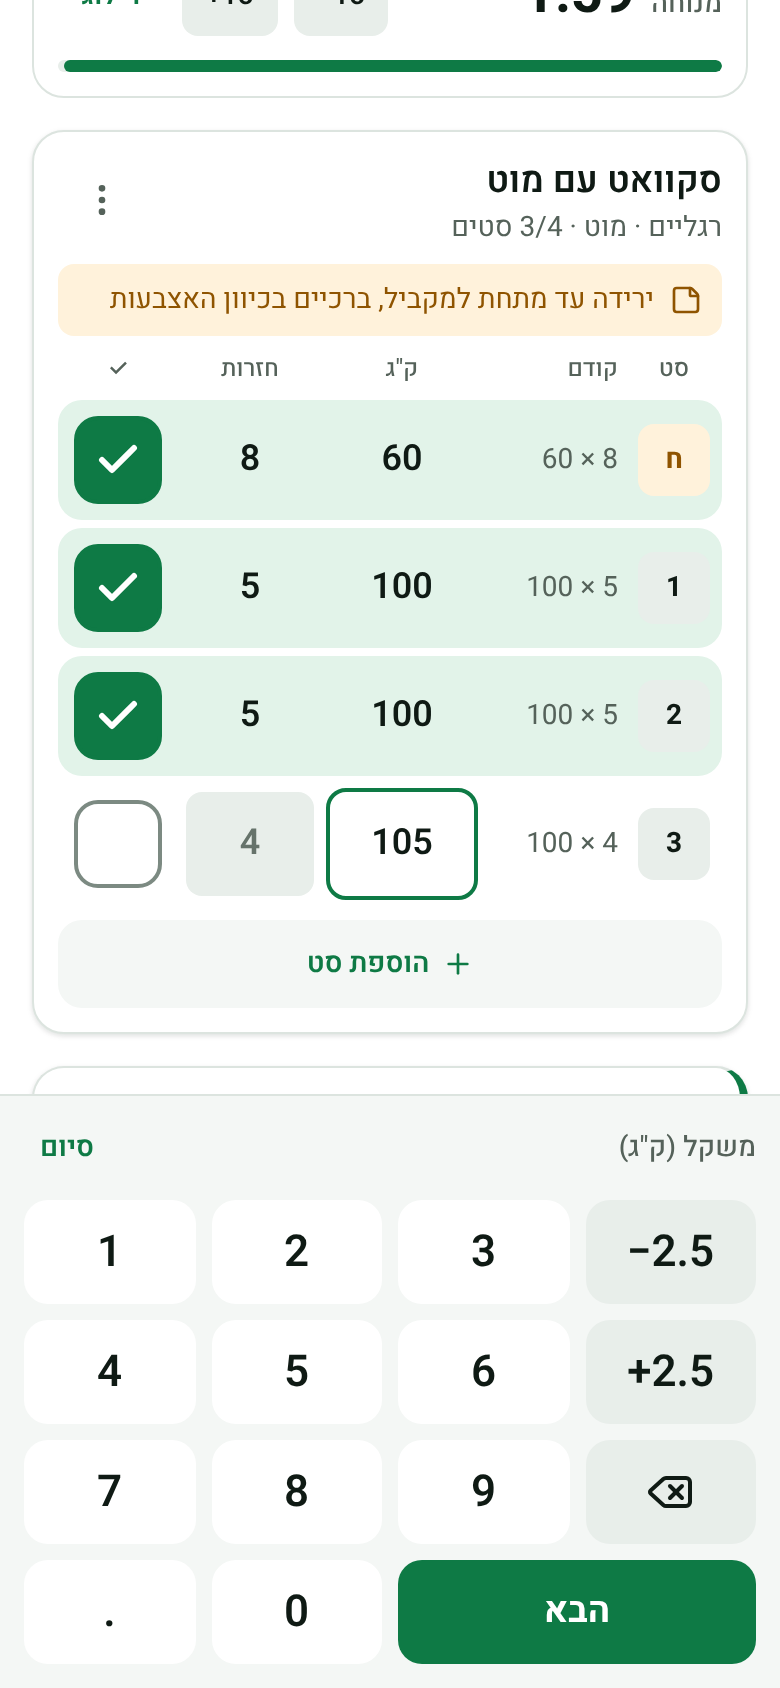 מנוחה
סקוואט עם מוט
רגליים · מוט · 3/4 סטים
ירידה עד מתחת למקביל, ברכיים בכיוון האצבעות
סט קודם ק"ג חזרות ✓
ח 60 × 8 60 8
1 100 × 5 100 5
2 100 × 5 100 5
3 100 × 4 105 4
הוספת סט
משקל (ק"ג) סיום
1 2 3 −2.5
4 5 6 +2.5
7 8 9
. 0 הבא